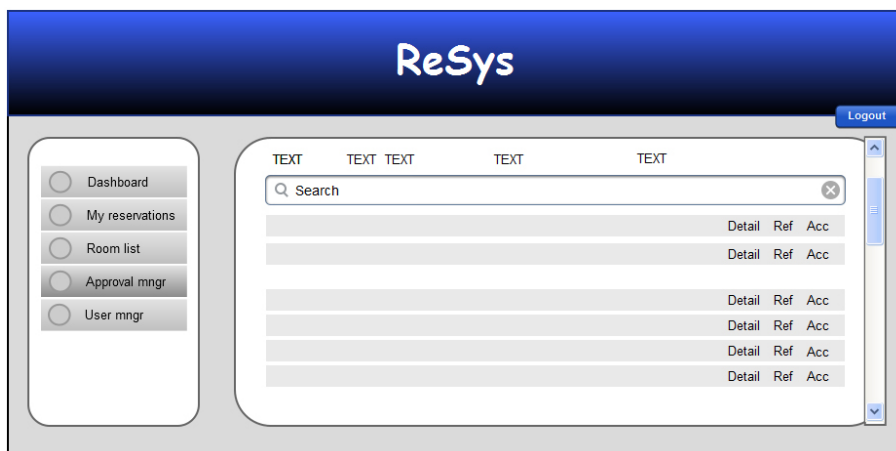 ReSys
Logout
Dashboard
My reservations
Room list
Approval mngr
User mngr
TEXT TEXT TEXT TEXT TEXT
Search
Detail Ref Acc
Detail Ref Acc
Detail Ref Acc
Detail Ref Acc
Detail Ref Acc
Detail Ref Acc